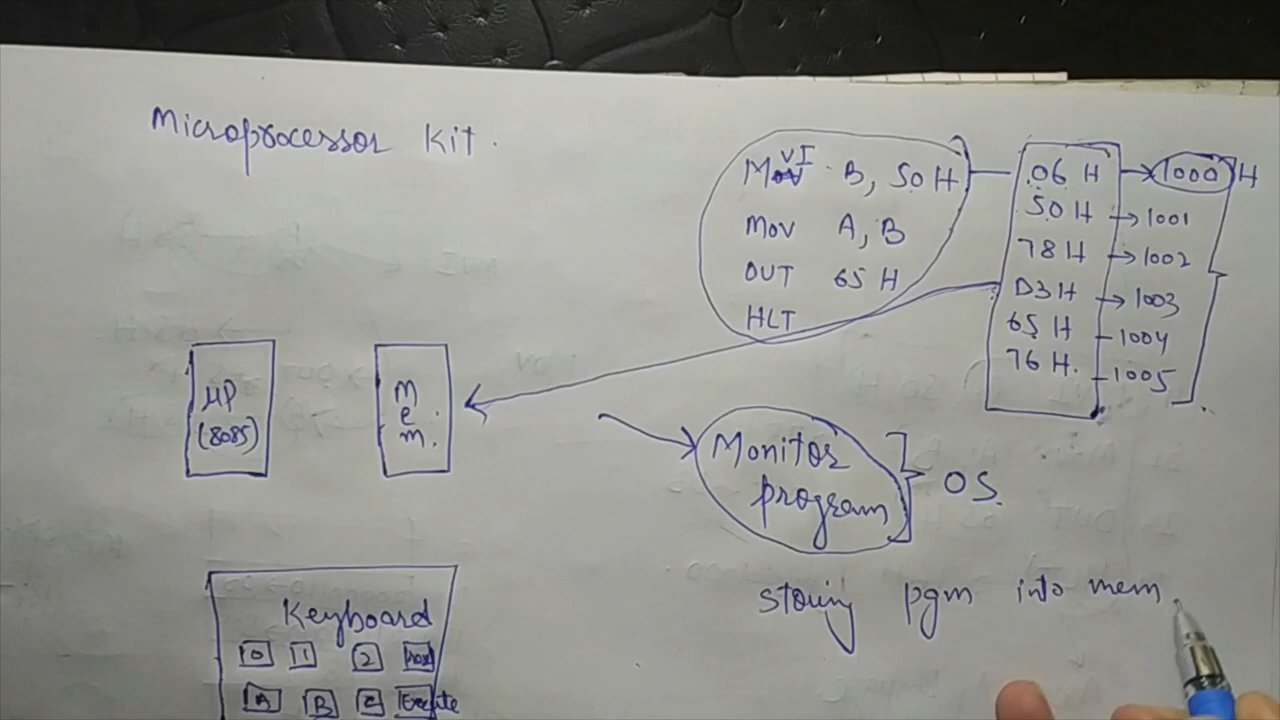 Microprocessor Kit.
MVI B, 50 H
Mov A, B
OUT 65 H
HLT
06 H → 1000 H
50 H → 1001
78 H → 1002
D3 H → 1003
65 H - 1004
76 H. - 1005
μP
(8085)
Mem.
Monitor
program
OS
storing pgm into mem
Keyboard
0 1 2
A B C Execute